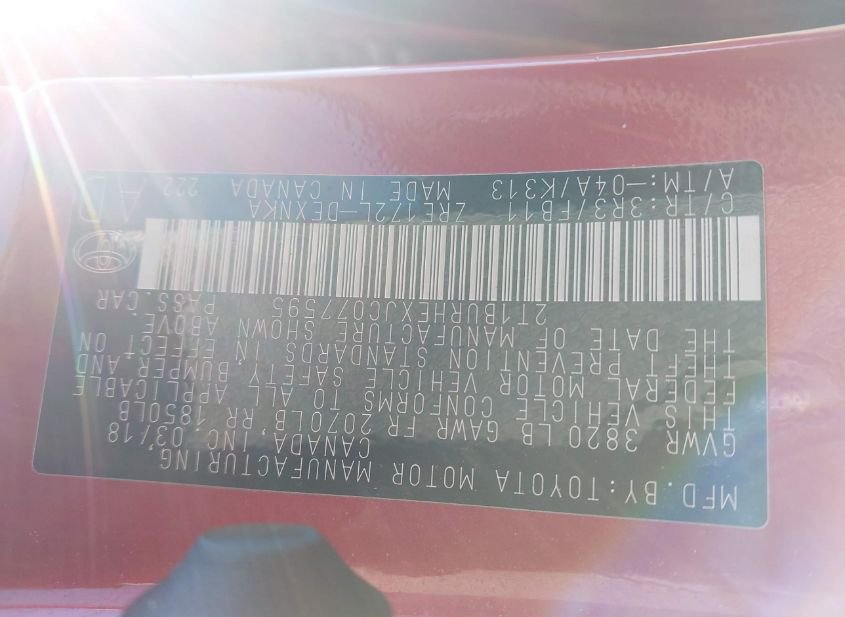 MFD.BY:TOYOTA MOTOR MANUFACTURING
CANADA,INC. 03/18
GVWR 3820 LB GAWR FR 2070LB,RR 1850LB
THIS VEHICLE CONFORMS TO ALL APPLICABLE
FEDERAL MOTOR VEHICLE SAFETY BUMPER AND
THEFT PREVENTION STANDARDS IN EFFECT ON
THE DATE OF MANUFACTURE SHOWN ABOVE
2T1BURHEXJC077595 PASS.CAR
C/TR:3R3/FB11 ZRE172L-DEXNKA
A/TM:-04A/K313 MADE IN CANADA 222